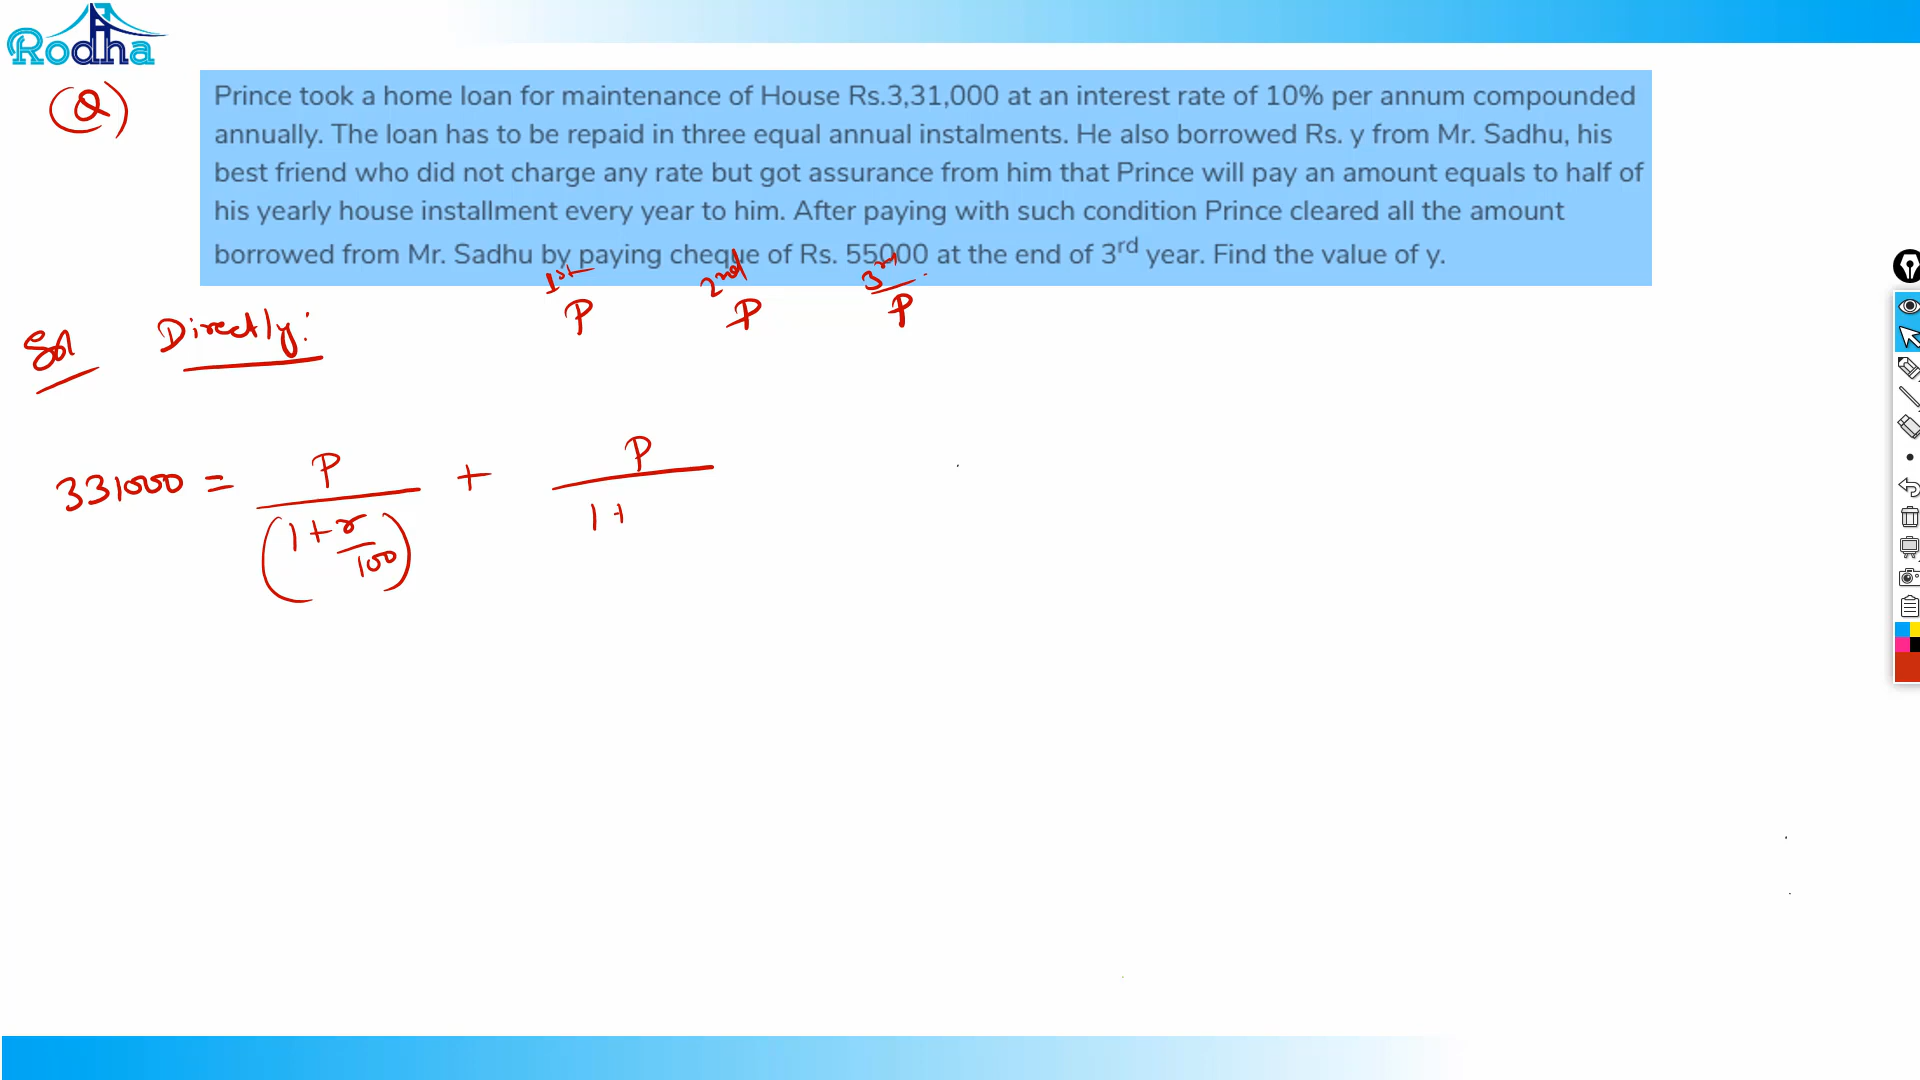 Rodha
(Q)
Prince took a home loan for maintenance of House Rs.3,31,000 at an interest rate of 10% per annum compounded
annually. The loan has to be repaid in three equal annual instalments. He also borrowed Rs. y from Mr. Sadhu, his
best friend who did not charge any rate but got assurance from him that Prince will pay an amount equals to half of
his yearly house installment every year to him. After paying with such condition Prince cleared all the amount
borrowed from Mr. Sadhu by paying cheque of Rs. 55000 at the end of 3rd year. Find the value of y.
1st 2nd 3rd
P P P
Sol Directly:
331000 = P + P
(1 + r 1 +
100)